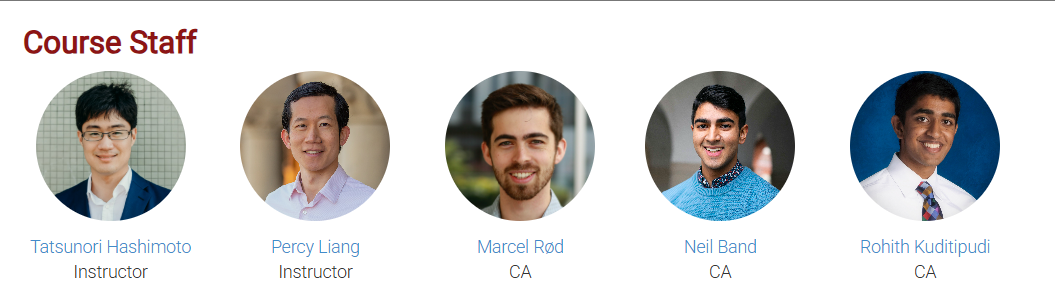 Course Staff
Tatsunori Hashimoto
Instructor
Percy Liang
Instructor
Marcel Rød
CA
Neil Band
CA
Rohith Kuditipudi
CA